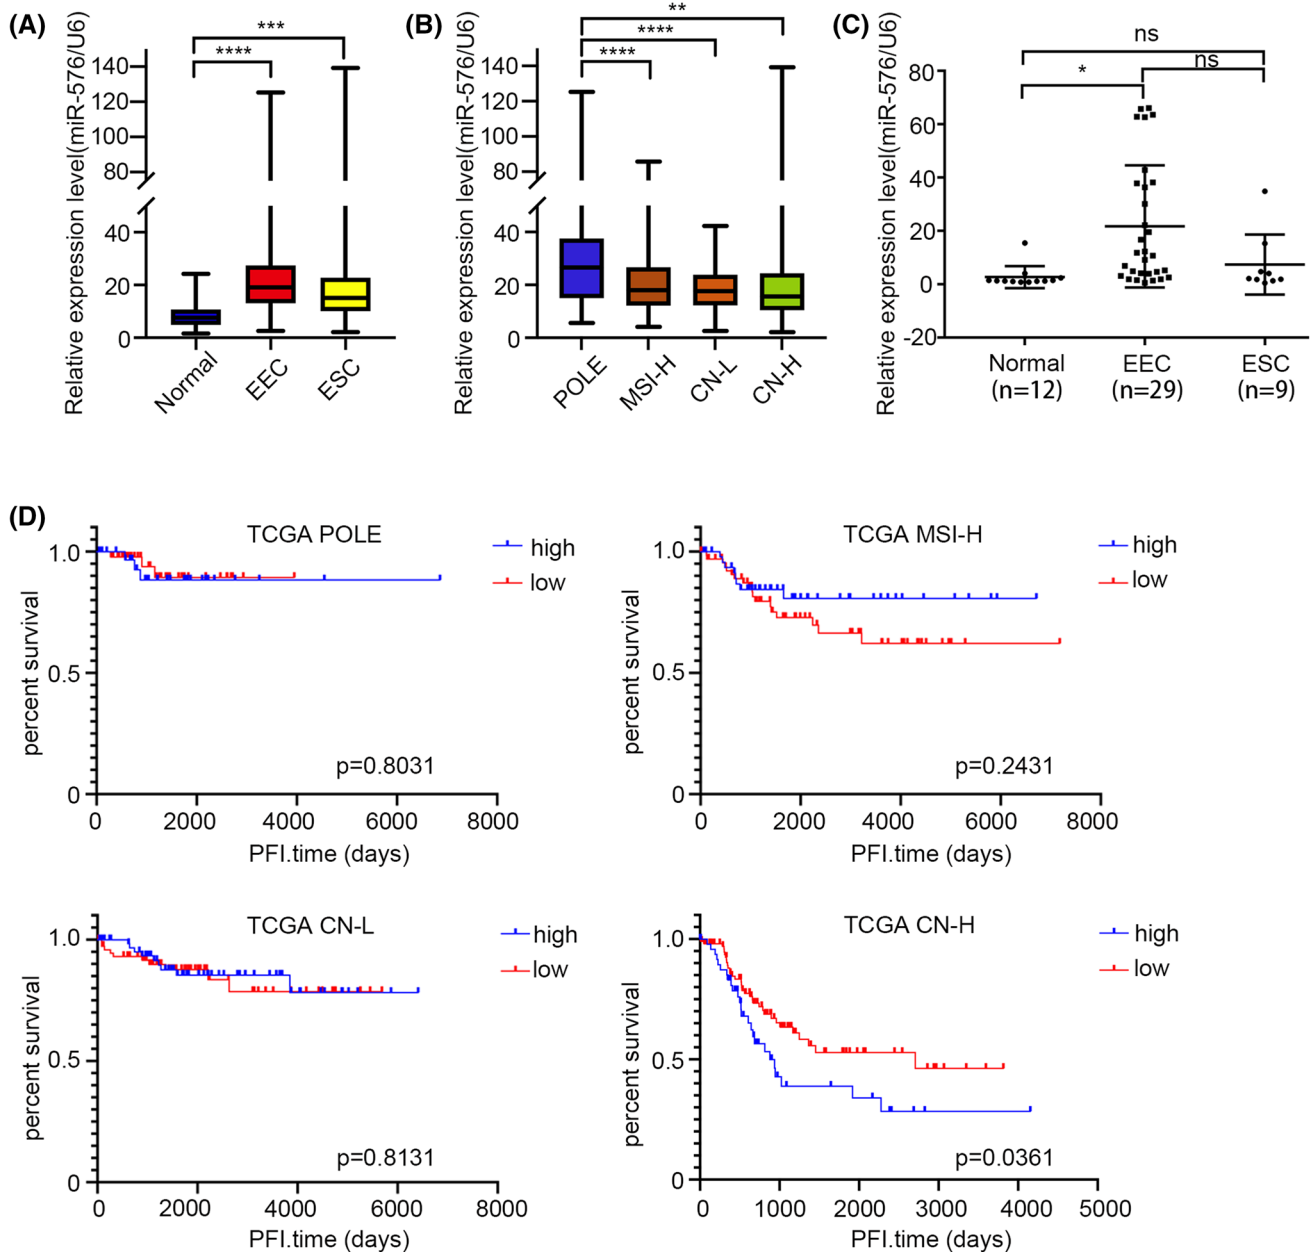 (A)
Relative expression level(miR-576/U6)
***
****
140
120
100
80
40
20
0
Normal
EEC
ESC
(B)
Relative expression level(miR-576/U6)
**
****
****
140
120
100
80
40
20
0
POLE
MSI-H
CN-L
CN-H
(C)
Relative expression level(miR-576/U6)
ns
ns
*
80
60
40
20
0
-20
Normal
(n=12)
EEC
(n=29)
ESC
(n=9)
(D)
TCGA POLE
high
low
percent survival
1.0
0.5
0
p=0.8031
0 2000 4000 6000 8000
PFI.time (days)
TCGA MSI-H
high
low
percent survival
1.0
0.5
0
p=0.2431
0 2000 4000 6000 8000
PFI.time (days)
TCGA CN-L
high
low
percent survival
1.0
0.5
0
p=0.8131
0 2000 4000 6000 8000
PFI.time (days)
TCGA CN-H
high
low
percent survival
1.0
0.5
0
p=0.0361
0 1000 2000 3000 4000 5000
PFI.time (days)